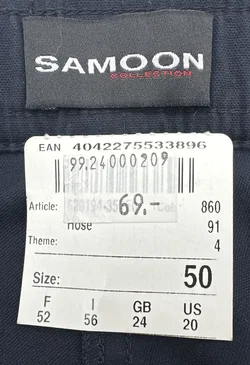 SAMOON
COLLECTION
EAN 4042275533896
99.24000209
69.-
Article: 860
Hose 91
Theme: 4
Size: 50
F I GB US
52 56 24 20